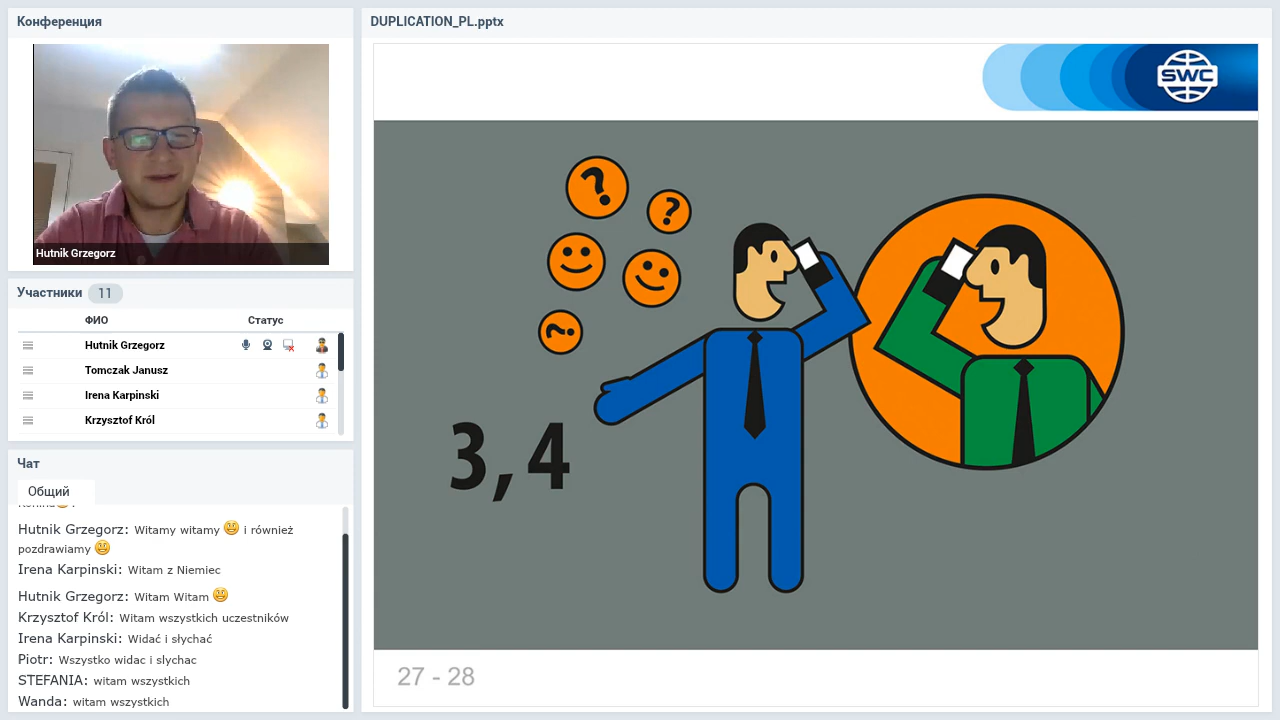 Конференция
Hutnik Grzegorz
Участники 11
ФИО Статус
Hutnik Grzegorz
Tomczak Janusz
Irena Karpinski
Krzysztof Król
Чат
Общий
Hutnik Grzegorz: Witamy witamy i również
pozdrawiamy
Irena Karpinski: Witam z Niemiec
Hutnik Grzegorz: Witam Witam
Krzysztof Król: Witam wszystkich uczestników
Irena Karpinski: Widać i słychać
Piotr: Wszystko widac i slychac
STEFANIA: witam wszystkich
Wanda: witam wszystkich
DUPLICATION_PL.pptx
SWC
? ?
?
3, 4
27 - 28